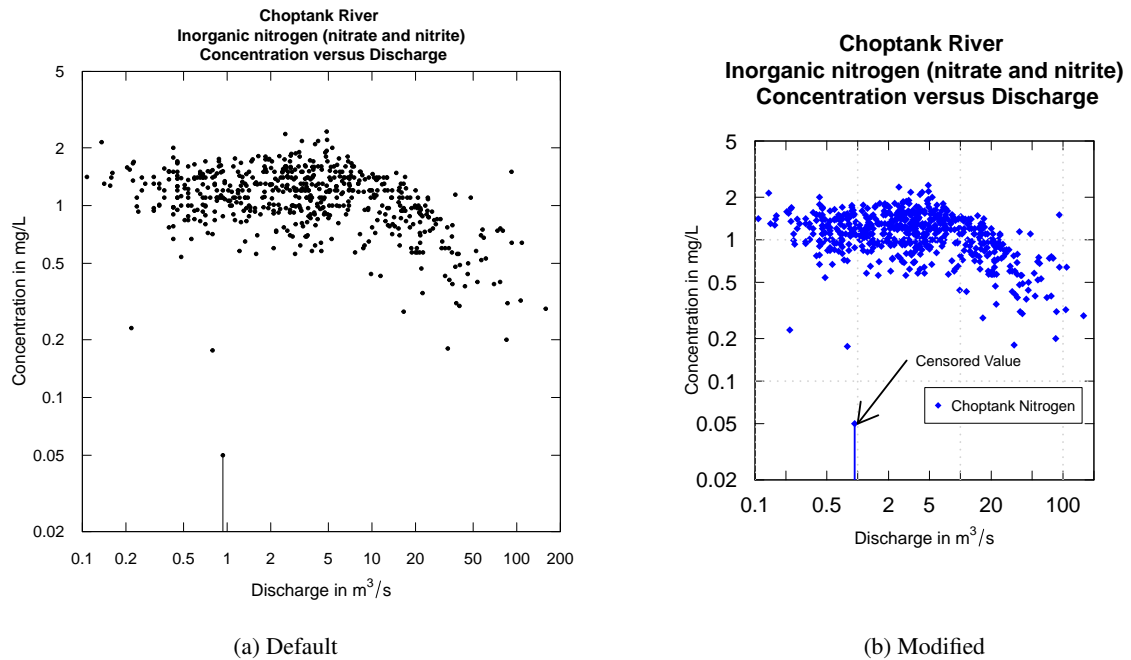 Choptank River
Inorganic nitrogen (nitrate and nitrite)
Concentration versus Discharge
5
2
1
0.5
0.2
0.1
0.05
0.02
Concentration in mg/L
0.1 0.2 0.5 1 2 5 10 20 50 100 200
Discharge in m³/s
(a) Default
Choptank River
Inorganic nitrogen (nitrate and nitrite)
Concentration versus Discharge
5
2
1
0.5
0.2
0.1
0.05
0.02
Concentration in mg/L
Censored Value
Choptank Nitrogen
0.1 0.5 2 5 20 100
Discharge in m³/s
(b) Modified